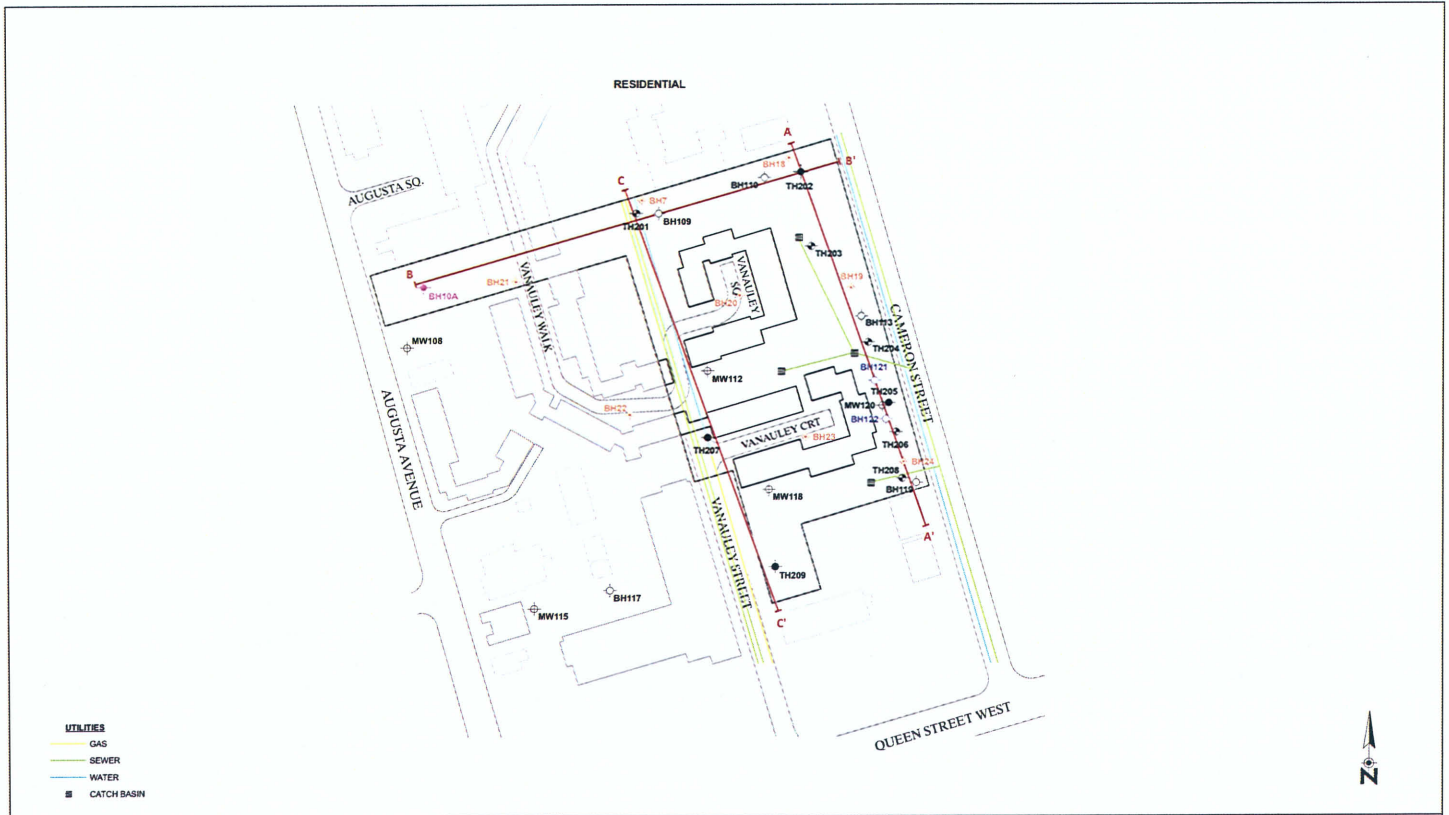 RESIDENTIAL
A
BH18
B'
BH110
TH202
AUGUSTA SQ.
C
BH7
TH201
BH109
TH203
VANAULEY
SQ
BH19
B
BH21
BH10A
BH20
VANAULEY WALK
BH113
CAMERON STREET
TH204
MW108
BH121
MW112
TH205
MW120
BH122
AUGUSTA AVENUE
BH22
TH206
VANAULEY CRT
BH23
TH207
BH24
TH208
BH119
MW118
VANAULEY STREET
A'
TH209
BH117
MW115
C'
QUEEN STREET WEST
UTILITIES
GAS
SEWER
WATER
CATCH BASIN
N